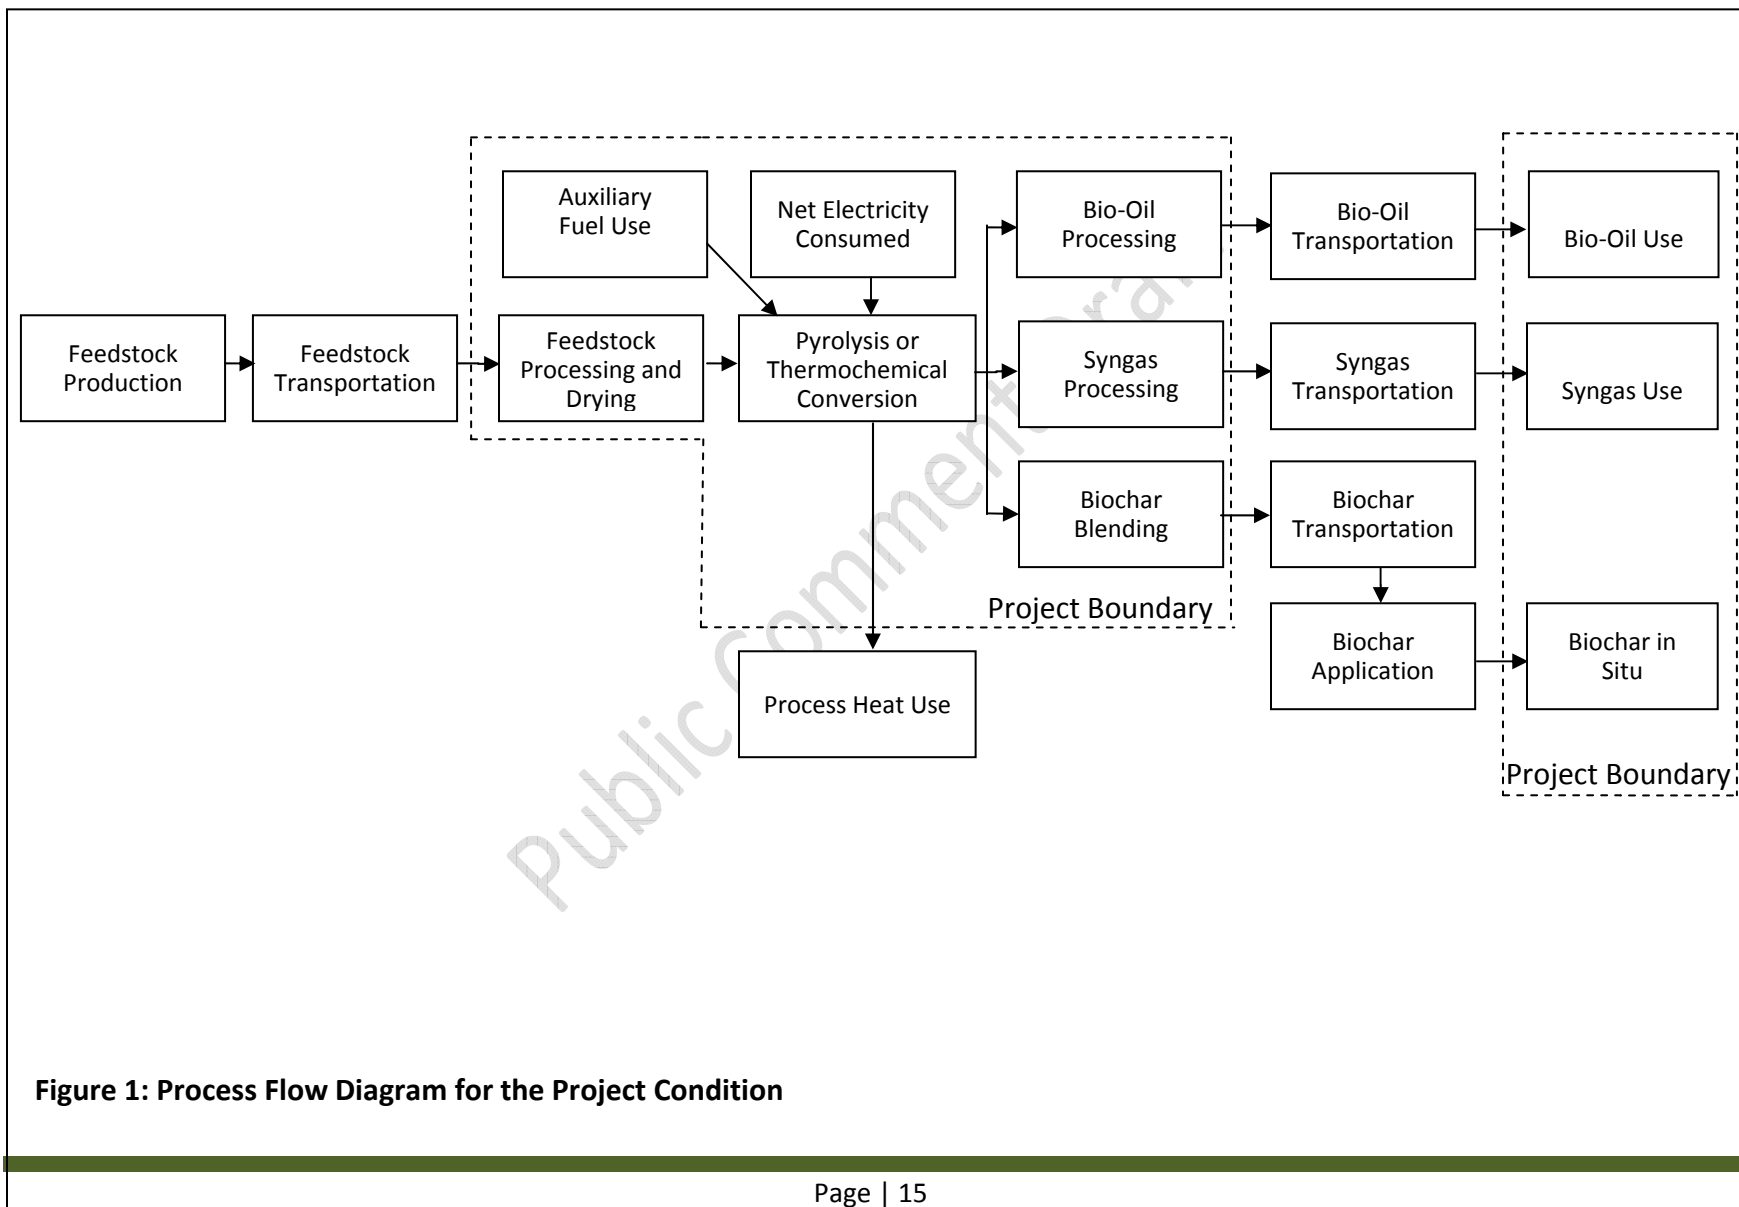 Auxiliary
Fuel Use
Net Electricity
Consumed
Bio-Oil
Processing
Bio-Oil
Transportation
Bio-Oil Use
Feedstock
Production
Feedstock
Transportation
Feedstock
Processing and
Drying
Pyrolysis or
Thermochemical
Conversion
Syngas
Processing
Syngas
Transportation
Syngas Use
Biochar
Blending
Biochar
Transportation
Project Boundary
Process Heat Use
Biochar
Application
Biochar in
Situ
Project Boundary
Public Comment
Figure 1: Process Flow Diagram for the Project Condition
Page | 15